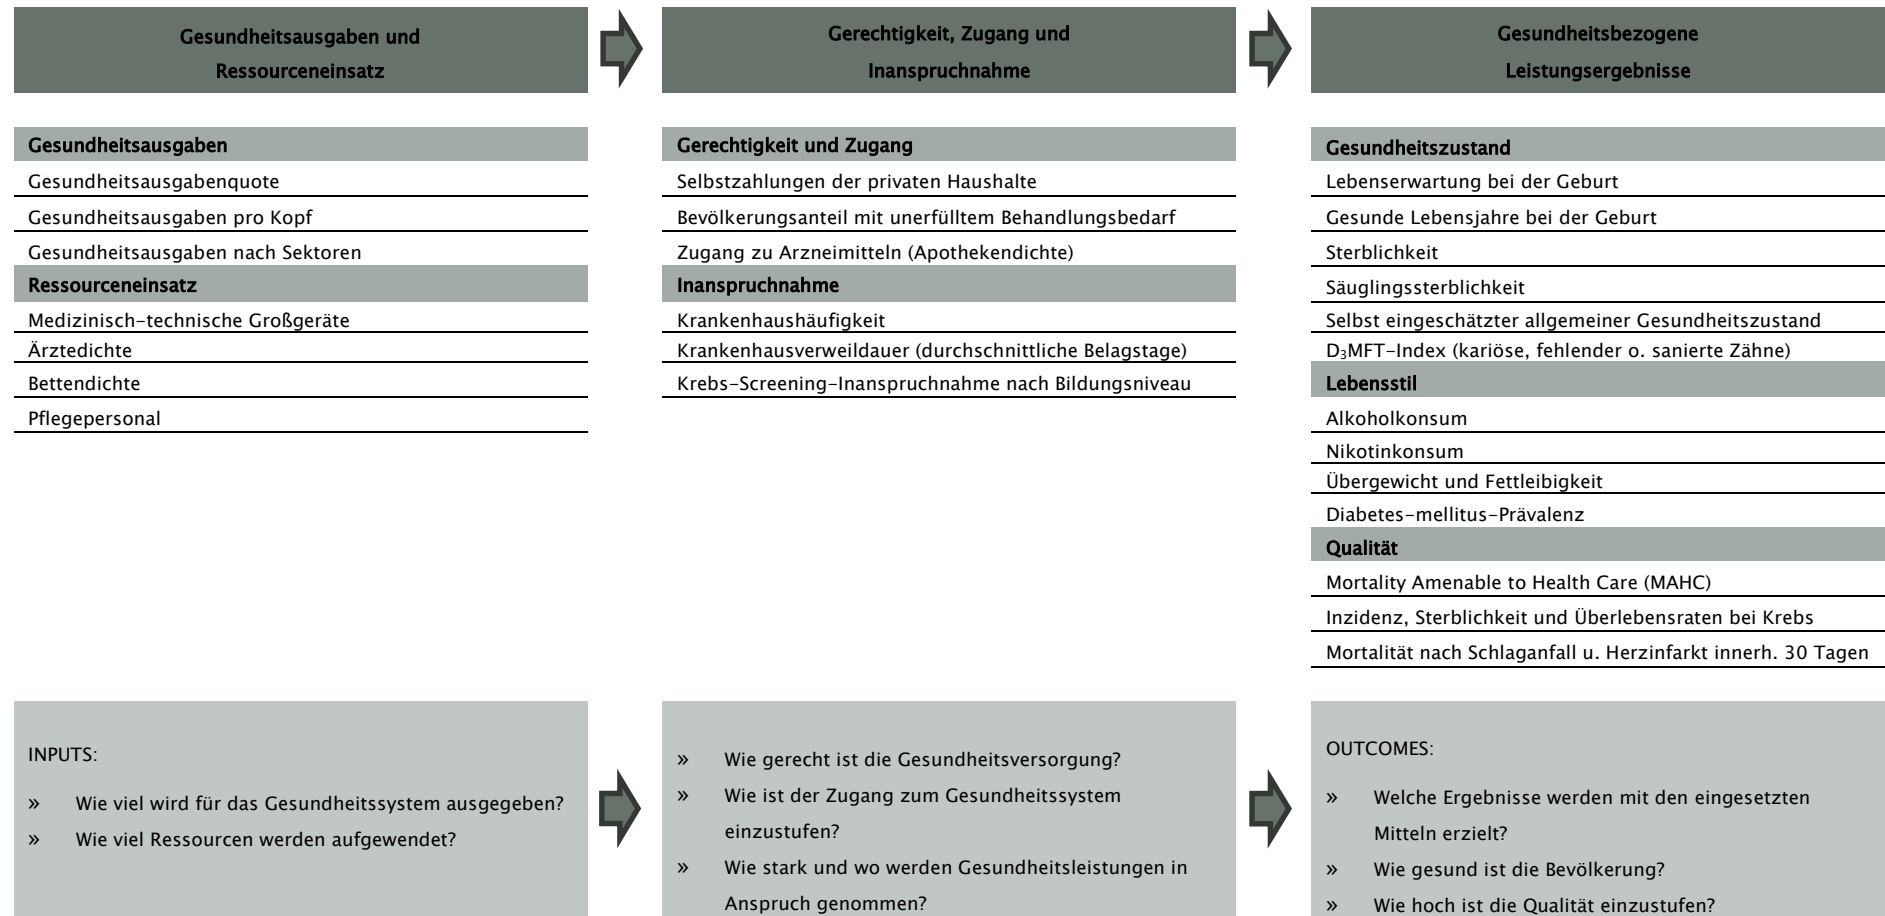 Gesundheitsausgaben und
Ressourceneinsatz
Gerechtigkeit, Zugang und
Inanspruchnahme
Gesundheitsbezogene
Leistungsergebnisse
Gesundheitsausgaben
Gesundheitsausgabenquote
Gesundheitsausgaben pro Kopf
Gesundheitsausgaben nach Sektoren
Ressourceneinsatz
Medizinisch-technische Großgeräte
Ärztedichte
Bettendichte
Pflegepersonal
Gerechtigkeit und Zugang
Selbstzahlungen der privaten Haushalte
Bevölkerungsanteil mit unerfülltem Behandlungsbedarf
Zugang zu Arzneimitteln (Apothekendichte)
Inanspruchnahme
Krankenhaushäufigkeit
Krankenhausverweildauer (durchschnittliche Belagstage)
Krebs-Screening-Inanspruchnahme nach Bildungsniveau
Gesundheitszustand
Lebenserwartung bei der Geburt
Gesunde Lebensjahre bei der Geburt
Sterblichkeit
Säuglingssterblichkeit
Selbst eingeschätzter allgemeiner Gesundheitszustand
D₃MFT-Index (kariöse, fehlender o. sanierte Zähne)
Lebensstil
Alkoholkonsum
Nikotinkonsum
Übergewicht und Fettleibigkeit
Diabetes-mellitus-Prävalenz
Qualität
Mortality Amenable to Health Care (MAHC)
Inzidenz, Sterblichkeit und Überlebensraten bei Krebs
Mortalität nach Schlaganfall u. Herzinfarkt innerh. 30 Tagen
INPUTS:
» Wie viel wird für das Gesundheitssystem ausgegeben?
» Wie viel Ressourcen werden aufgewendet?
» Wie gerecht ist die Gesundheitsversorgung?
» Wie ist der Zugang zum Gesundheitssystem
einzustufen?
» Wie stark und wo werden Gesundheitsleistungen in
Anspruch genommen?
OUTCOMES:
» Welche Ergebnisse werden mit den eingesetzten
Mitteln erzielt?
» Wie gesund ist die Bevölkerung?
» Wie hoch ist die Qualität einzustufen?